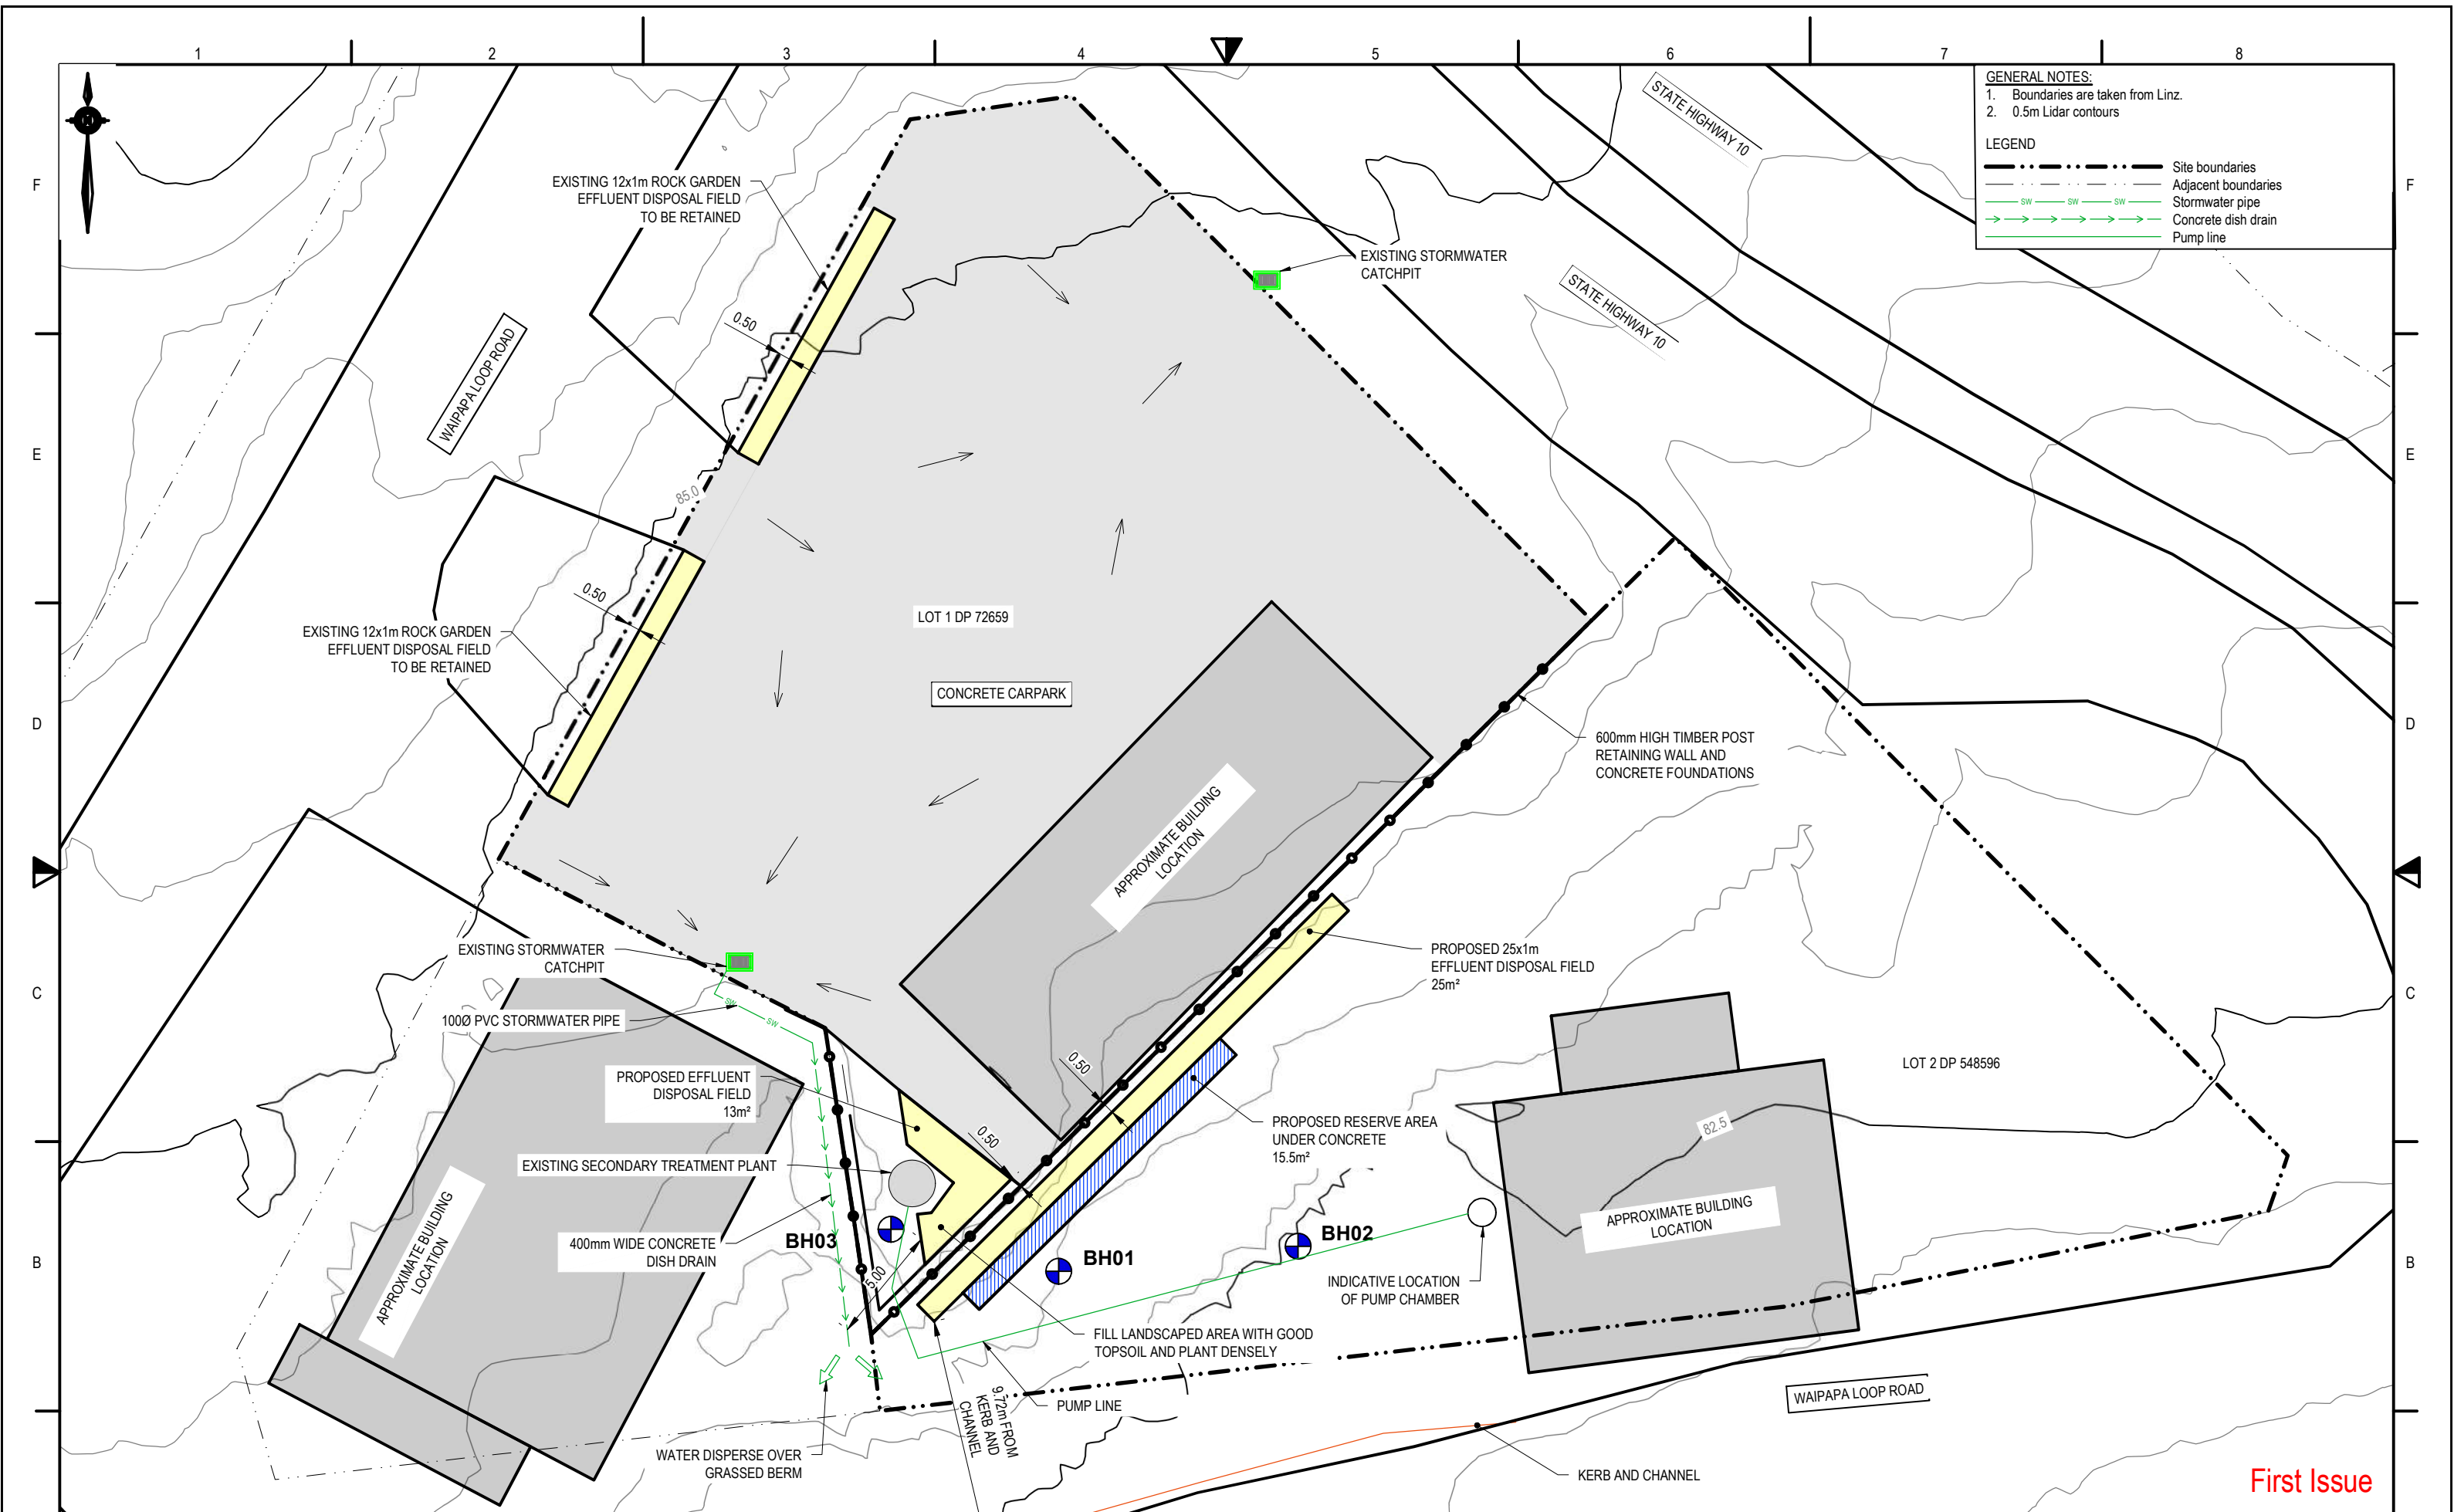 1 2 3 4 5 6 7 8
F
E
D
C
B
F
E
D
C
B
GENERAL NOTES:
1. Boundaries are taken from Linz.
2. 0.5m Lidar contours
LEGEND
Site boundaries
Adjacent boundaries
SW SW SW Stormwater pipe
Concrete dish drain
Pump line
STATE HIGHWAY 10
STATE HIGHWAY 10
EXISTING 12x1m ROCK GARDEN
EFFLUENT DISPOSAL FIELD
TO BE RETAINED
EXISTING STORMWATER
CATCHPIT
0.50
WAIPAPA LOOP ROAD
85.0
0.50
EXISTING 12x1m ROCK GARDEN
EFFLUENT DISPOSAL FIELD
TO BE RETAINED
LOT 1 DP 72659
CONCRETE CARPARK
600mm HIGH TIMBER POST
RETAINING WALL AND
CONCRETE FOUNDATIONS
APPROXIMATE BUILDING
LOCATION
EXISTING STORMWATER
CATCHPIT
PROPOSED 25x1m
EFFLUENT DISPOSAL FIELD
25m²
SW
SW
100Ø PVC STORMWATER PIPE
LOT 2 DP 548596
PROPOSED EFFLUENT
DISPOSAL FIELD
13m²
0.50
PROPOSED RESERVE AREA
UNDER CONCRETE
15.5m²
82.5
0.50
EXISTING SECONDARY TREATMENT PLANT
APPROXIMATE BUILDING
LOCATION
APPROXIMATE BUILDING
LOCATION
400mm WIDE CONCRETE
DISH DRAIN
BH03
BH01
BH02
5.00
INDICATIVE LOCATION
OF PUMP CHAMBER
FILL LANDSCAPED AREA WITH GOOD
TOPSOIL AND PLANT DENSELY
9.72m FROM
KERB AND
CHANNEL
PUMP LINE
WAIPAPA LOOP ROAD
WATER DISPERSE OVER
GRASSED BERM
KERB AND CHANNEL
First Issue